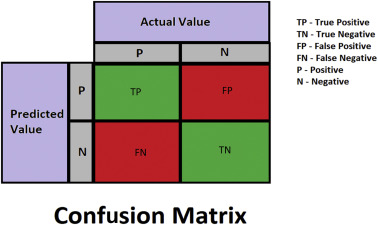 Actual Value
P N
Predicted
Value
P TP FP
N FN TN
TP - True Positive
TN - True Negative
FP - False Positive
FN - False Negative
P - Positive
N - Negative
Confusion Matrix